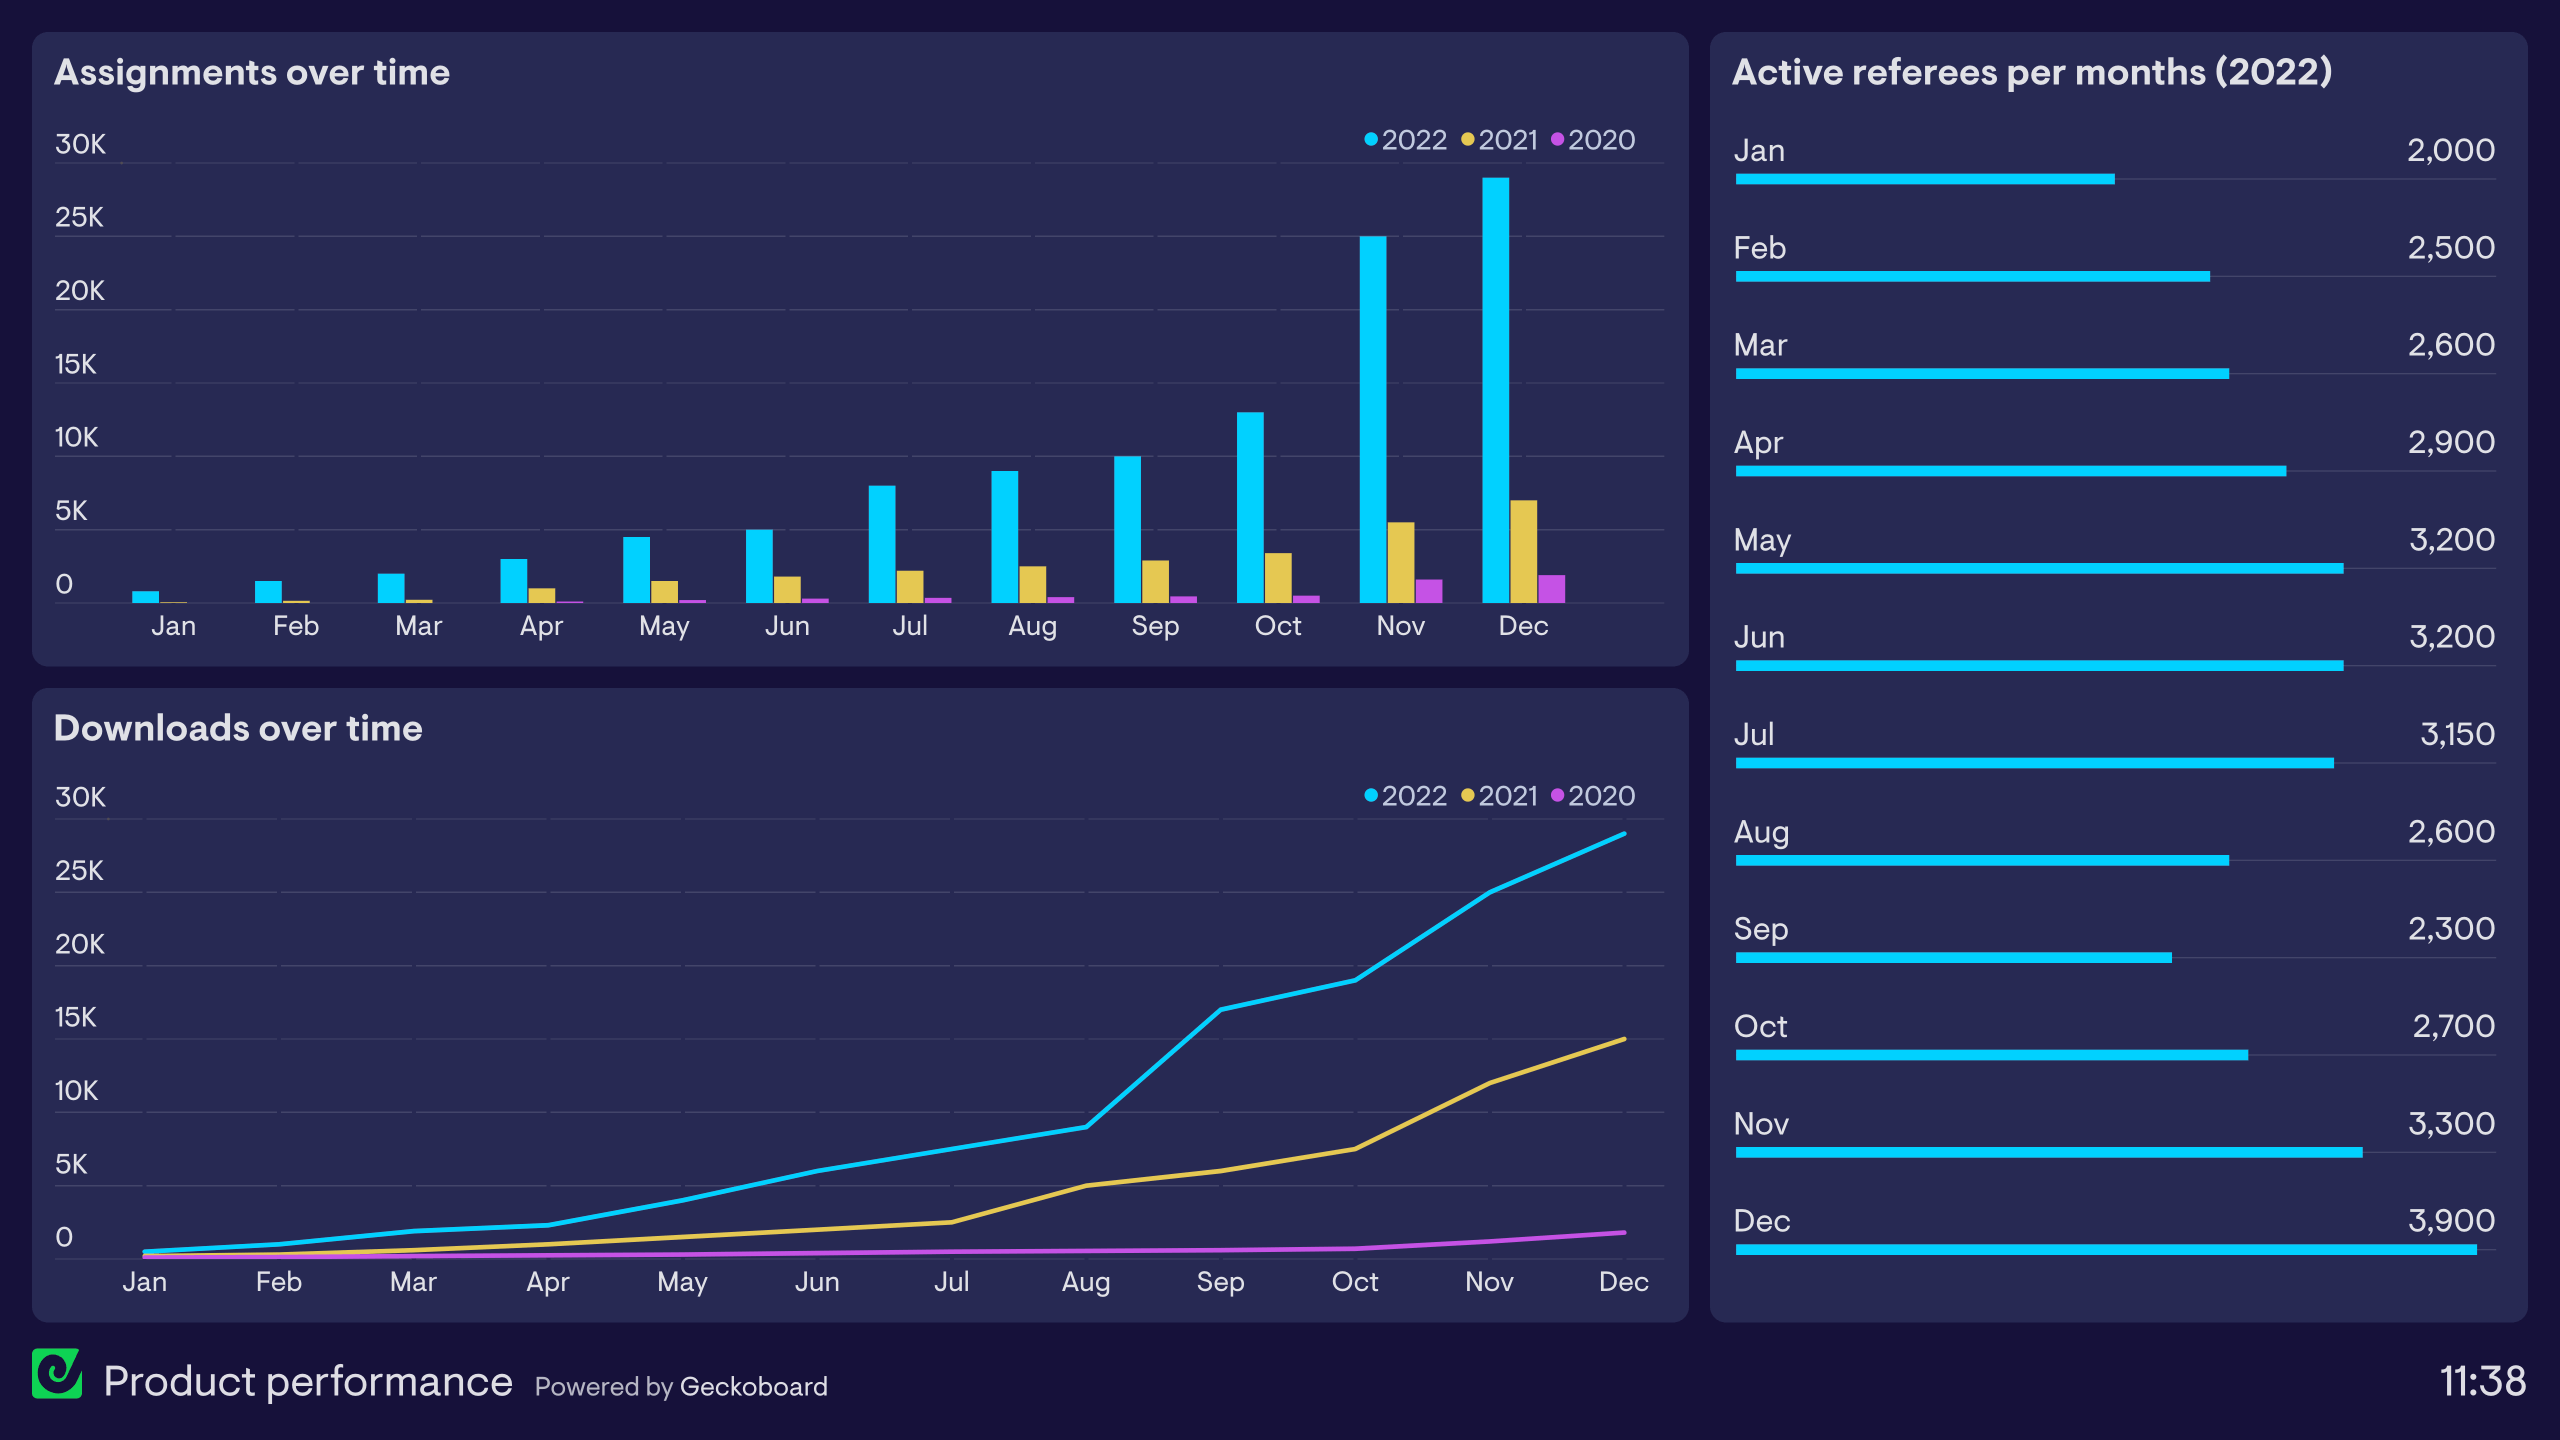 Assignments over time
2022 2021 2020
30K
25K
20K
15K
10K
5K
0
Jan Feb Mar Apr May Jun Jul Aug Sep Oct Nov Dec
Downloads over time
2022 2021 2020
30K
25K
20K
15K
10K
5K
0
Jan Feb Mar Apr May Jun Jul Aug Sep Oct Nov Dec
Active referees per months (2022)
Jan 2,000
Feb 2,500
Mar 2,600
Apr 2,900
May 3,200
Jun 3,200
Jul 3,150
Aug 2,600
Sep 2,300
Oct 2,700
Nov 3,300
Dec 3,900
Product performance Powered by Geckoboard
11:38